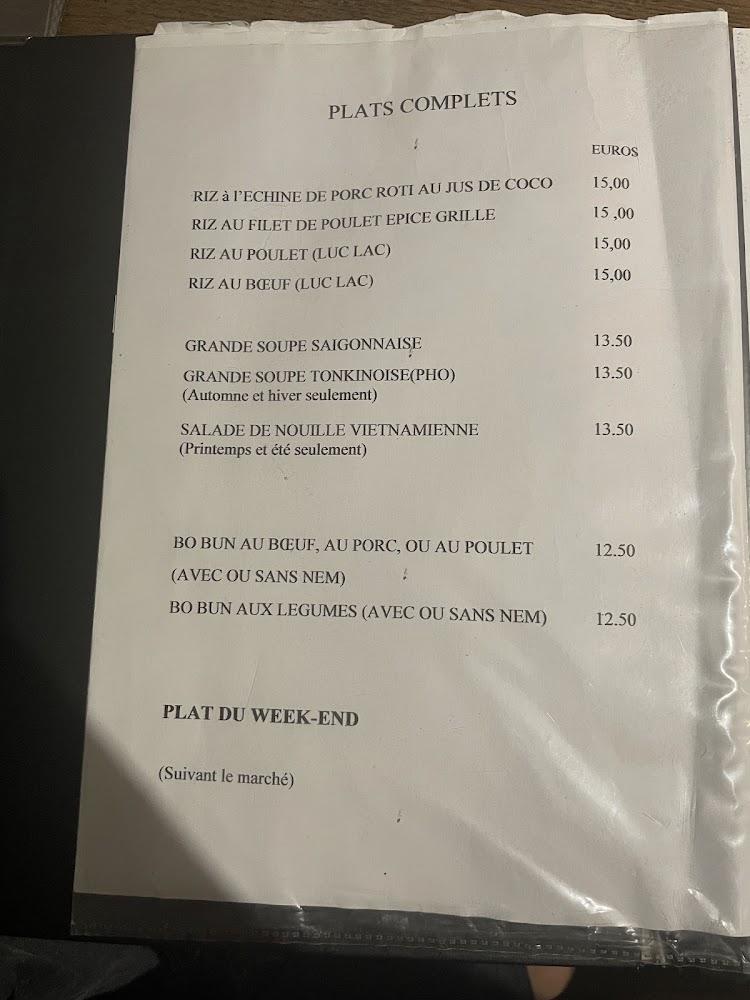 PLATS COMPLETS
EUROS
RIZ à l'ECHINE DE PORC ROTI AU JUS DE COCO 15,00
RIZ AU FILET DE POULET EPICE GRILLE 15 ,00
RIZ AU POULET (LUC LAC) 15,00
RIZ AU BŒUF (LUC LAC) 15,00
GRANDE SOUPE SAIGONNAISE 13.50
GRANDE SOUPE TONKINOISE(PHO) 13.50
(Automne et hiver seulement)
SALADE DE NOUILLE VIETNAMIENNE 13.50
(Printemps et été seulement)
BO BUN AU BŒUF, AU PORC, OU AU POULET 12.50
(AVEC OU SANS NEM)
BO BUN AUX LEGUMES (AVEC OU SANS NEM) 12.50
PLAT DU WEEK-END
(Suivant le marché)